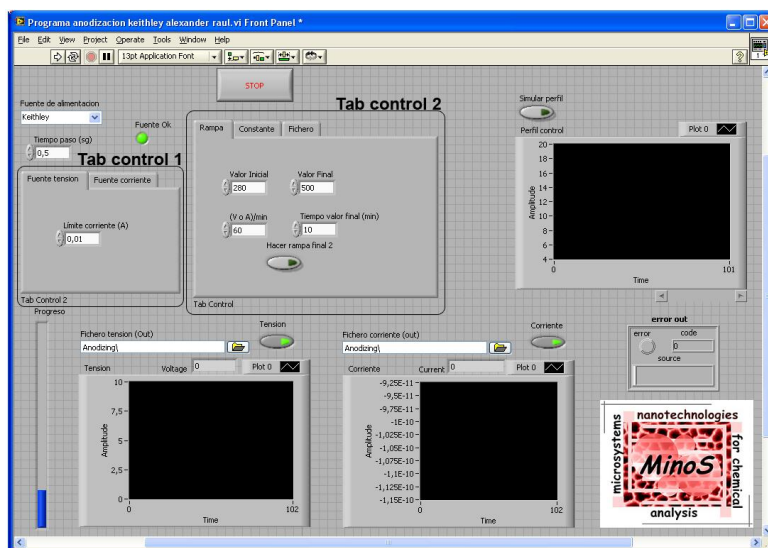 Programa anodizacion keithley alexander raul.vi Front Panel *
File Edit View Project Operate Tools Window Help
13pt Application Font
STOP
Fuente de alimentacion
Keithley
Fuente Ok
Tiempo paso (sg)
0,5
Tab control 1
Fuente tension Fuente corriente
Límite corriente (A)
0,01
Tab Control 2
Tab control 2
Rampa Constante Fichero
Valor Inicial Valor Final
280 500
(V o A)/min Tiempo valor final (min)
60 10
Hacer rampa final 2
Tab Control
Simular perfil
Perfil control Plot 0
20
18
16
14
12
10
8
6
4
Amplitude
0 101
Time
Progreso
Fichero tension (Out)
Anodizing\
Tension
Tension Voltage 0 Plot 0
10
7,5
5
2,5
0
Amplitude
0 102
Time
Fichero corriente (out)
Anodizing\
Corriente
Corriente Current 0 Plot 0
-9,25E-11
-9,5E-11
-9,75E-11
-1E-10
-1,025E-10
-1,05E-10
-1,075E-10
-1,1E-10
-1,125E-10
-1,15E-10
Amplitude
0 102
Time
error out
error code
0
source
microsystems
nanotechnologies
for chemical
analysis
MinoS